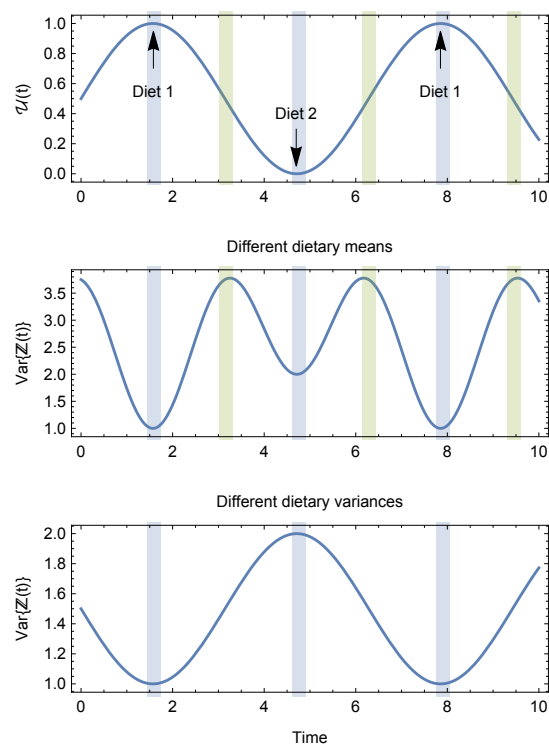 1.0
0.8
0.6
0.4
0.2
0.0
𝒰(t)
Diet 1
Diet 2
Diet 1
0 2 4 6 8 10
Different dietary means
3.5
3.0
2.5
2.0
1.5
1.0
Var{ℤ(t)}
0 2 4 6 8 10
Different dietary variances
2.0
1.8
1.6
1.4
1.2
1.0
Var{ℤ(t)}
0 2 4 6 8 10
Time